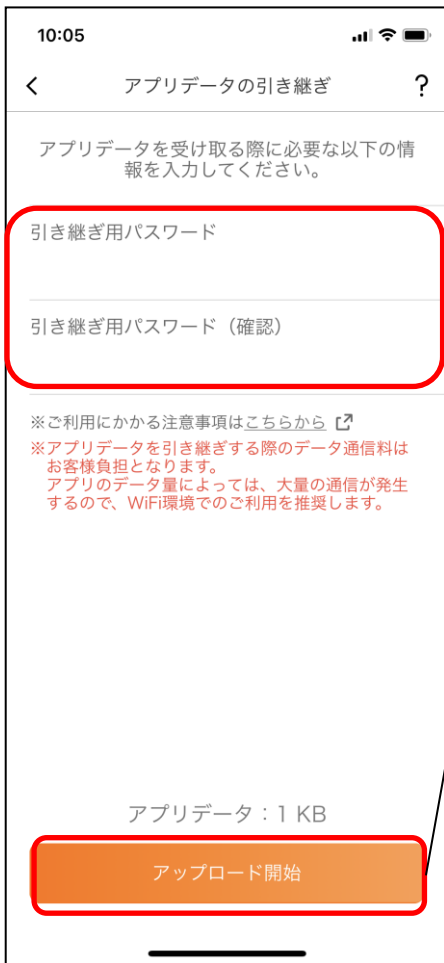 10:05
アプリデータの引き継ぎ ?
アプリデータを受け取る際に必要な以下の情
報を入力してください。
引き継ぎ用パスワード
引き継ぎ用パスワード（確認）
※ご利用にかかる注意事項はこちらから
※アプリデータを引き継ぎする際のデータ通信料は
お客様負担となります。
アプリのデータ量によっては、大量の通信が発生
するので、WiFi環境でのご利用を推奨します。
アプリデータ：1 KB
アップロード開始